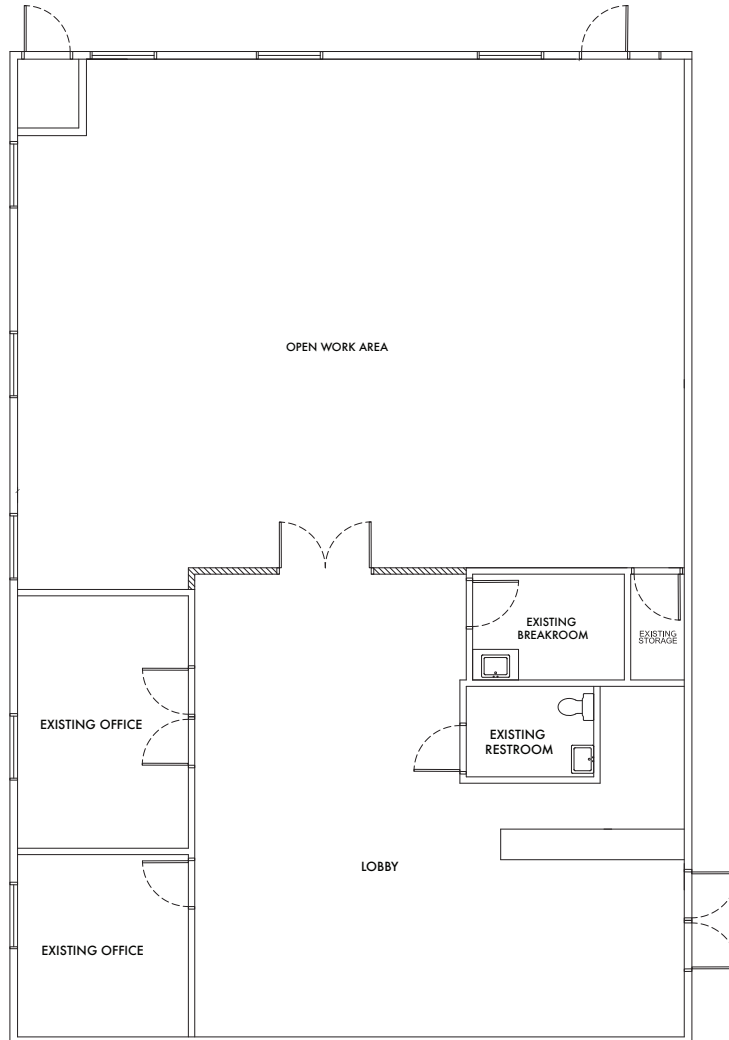 OPEN WORK AREA
EXISTING
BREAKROOM
EXISTING
STORAGE
EXISTING OFFICE
EXISTING
RESTROOM
LOBBY
EXISTING OFFICE